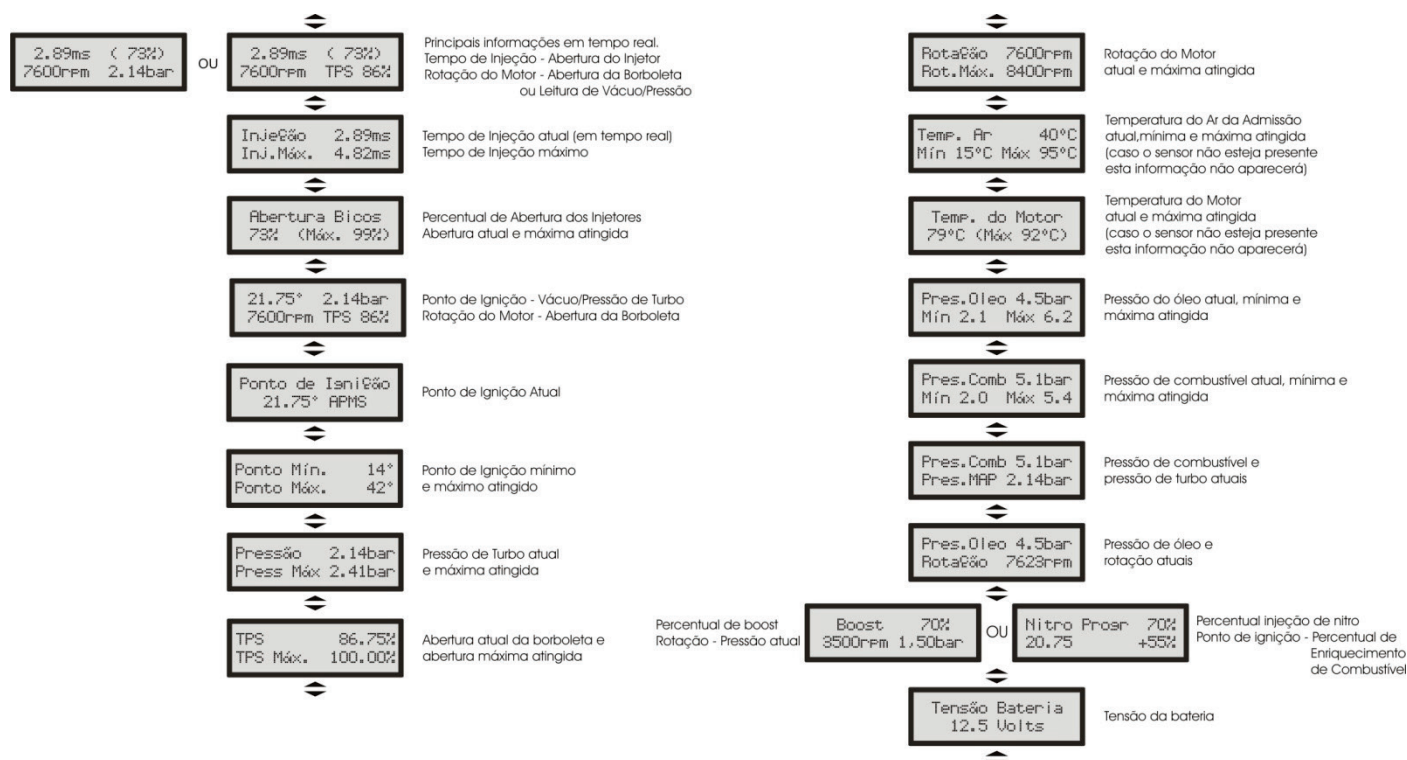 2.89ms ( 73%)
7600rpm 2.14bar
OU
2.89ms ( 73%)
7600rpm TPS 86%
Principais informações em tempo real.
Tempo de Injeção - Abertura do Injetor
Rotação do Motor - Abertura da Borboleta
ou Leitura de Vácuo/Pressão
Injeção 2.89ms
Inj.Máx. 4.82ms
Tempo de Injeção atual (em tempo real)
Tempo de Injeção máximo
Abertura Bicos
73% (Máx. 99%)
Percentual de Abertura dos Injetores
Abertura atual e máxima atingida
21.75° 2.14bar
7600rpm TPS 86%
Ponto de Ignição - Vácuo/Pressão de Turbo
Rotação do Motor - Abertura da Borboleta
Ponto de Ignição
21.75° APMS
Ponto de Ignição Atual
Ponto Mín. 14°
Ponto Máx. 42°
Ponto de Ignição mínimo
e máximo atingido
Pressão 2.14bar
Press Máx 2.41bar
Pressão de Turbo atual
e máxima atingida
TPS 86.75%
TPS Máx. 100.00%
Abertura atual da borboleta e
abertura máxima atingida
Rotação 7600rpm
Rot.Máx. 8400rpm
Rotação do Motor
atual e máxima atingida
Temp. Ar 40°C
Mín 15°C Máx 95°C
Temperatura do Ar da Admissão
atual,mínima e máxima atingida
(caso o sensor não esteja presente
esta informação não aparecerá)
Temp. do Motor
79°C (Máx 92°C)
Temperatura do Motor
atual e máxima atingida
(caso o sensor não esteja presente
esta informação não aparecerá)
Pres.Oleo 4.5bar
Mín 2.1 Máx 6.2
Pressão do óleo atual, mínima e
máxima atingida
Pres.Comb 5.1bar
Mín 2.0 Máx 5.4
Pressão de combustível atual, mínima e
máxima atingida
Pres.Comb 5.1bar
Pres.MAP 2.14bar
Pressão de combustível e
pressão de turbo atuais
Pres.Oleo 4.5bar
Rotação 7623rpm
Pressão de óleo e
rotação atuais
Percentual de boost
Rotação - Pressão atual
Boost 70%
3500rpm 1,50bar
OU
Nitro Progr 70%
20.75 +55%
Percentual injeção de nitro
Ponto de ignição - Percentual de
Enriquecimento
de Combustível
Tensão Bateria
12.5 Volts
Tensão da bateria